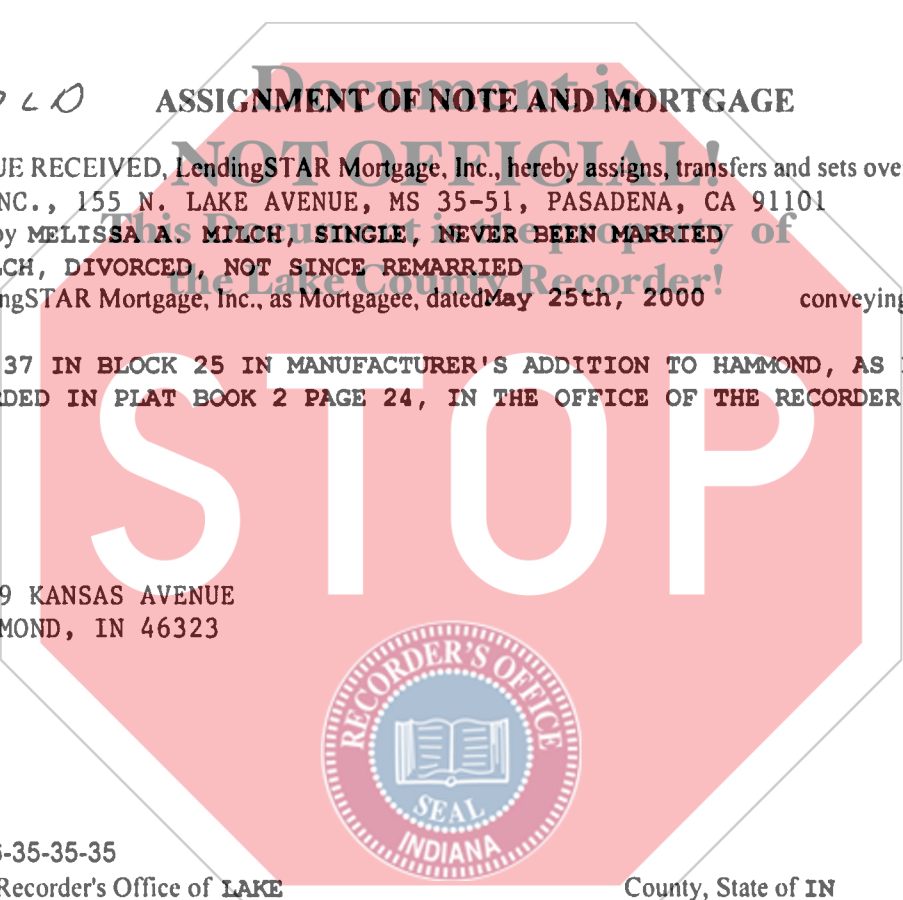 ASSIGNMENT OF NOTE AND MORTGAGE
Document is
UE RECEIVED, LendingSTAR Mortgage, Inc., hereby assigns, transfers and sets ove
NOT OFFICIAL!
NC., 155 N. LAKE AVENUE, MS 35-51, PASADENA, CA 91101
This Document is the property of
by MELISSA A. MILCH, SINGLE, NEVER BEEN MARRIED
LCH, DIVORCED, NOT SINCE REMARRIED
the Lake County Recorder!
ngSTAR Mortgage, Inc., as Mortgagee, dated May 25th, 2000 conveying
37 IN BLOCK 25 IN MANUFACTURER'S ADDITION TO HAMMOND, AS
DED IN PLAT BOOK 2 PAGE 24, IN THE OFFICE OF THE RECORDER
STOP
9 KANSAS AVENUE
MOND, IN 46323
RECORDER'S OFFICE
SEAL
INDIANA
-35-35-35
Recorder's Office of LAKE County, State of IN